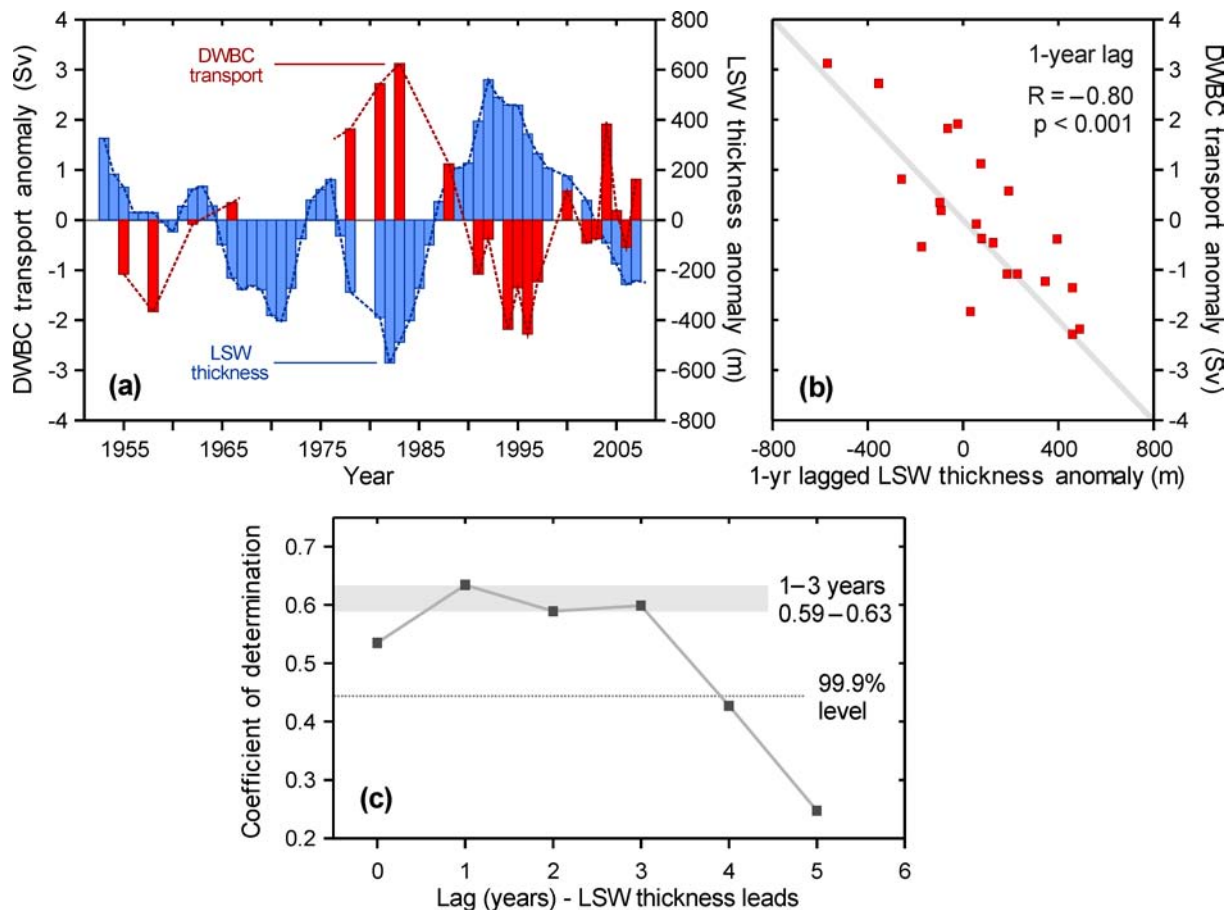 DWBC transport anomaly (Sv)
4
3
2
1
0
-1
-2
-3
-4
DWBC
transport
LSW
thickness
(a)
1955
1965
1975
1985
1995
2005
Year
800
600
400
200
0
-200
-400
-600
-800
LSW thickness anomaly (m)
1-year lag
R = –0.80
p < 0.001
(b)
-800
-400
0
400
800
1-yr lagged LSW thickness anomaly (m)
4
3
2
1
0
-1
-2
-3
-4
DWBC transport anomaly (Sv)
Coefficient of determination
0.7
0.6
0.5
0.4
0.3
0.2
1–3 years
0.59–0.63
99.9%
level
(c)
0
1
2
3
4
5
6
Lag (years) - LSW thickness leads